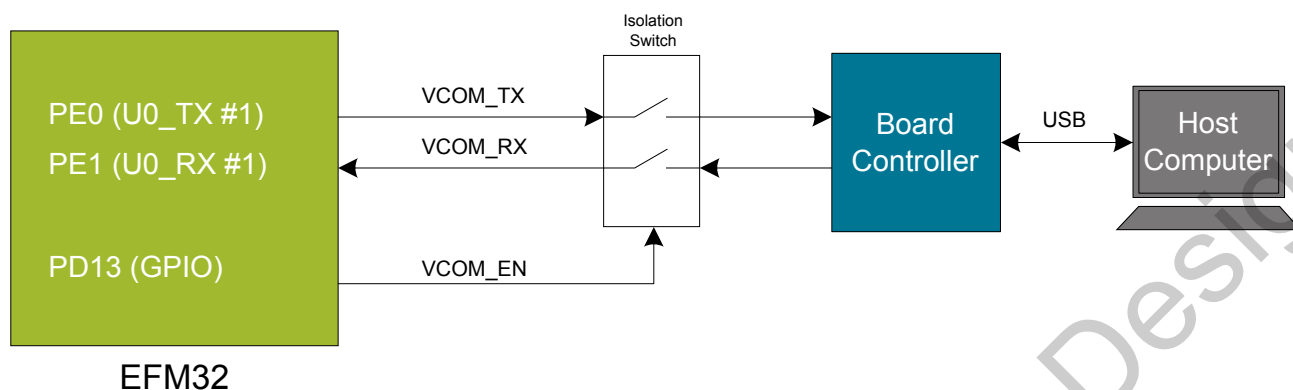 Isolation
Switch
PE0 (U0_TX #1)
VCOM_TX
PE1 (U0_RX #1)
VCOM_RX
Board
Controller
USB
Host
Computer
PD13 (GPIO)
VCOM_EN
EFM32